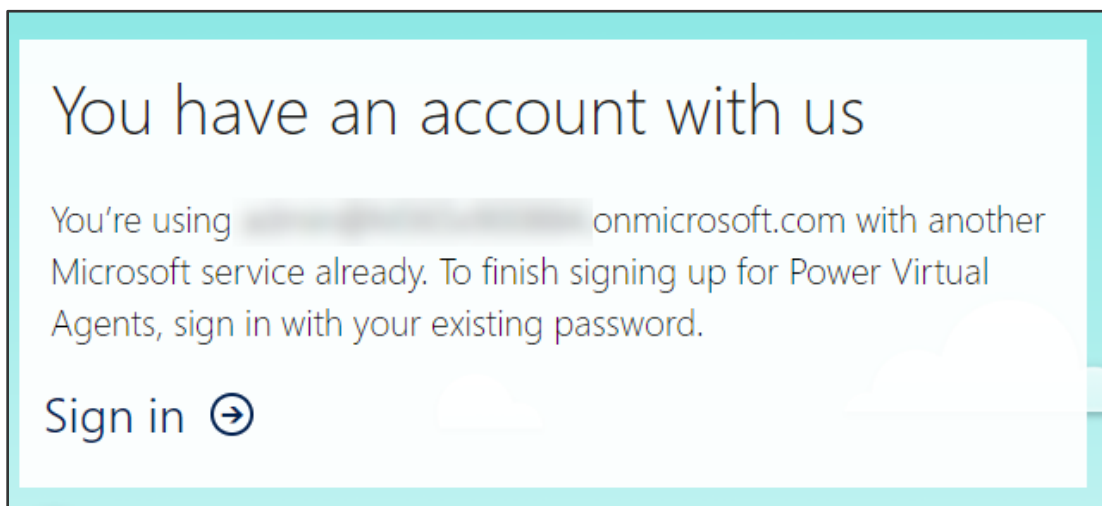 You have an account with us
You're using onmicrosoft.com with another
Microsoft service already. To finish signing up for Power Virtual
Agents, sign in with your existing password.
Sign in